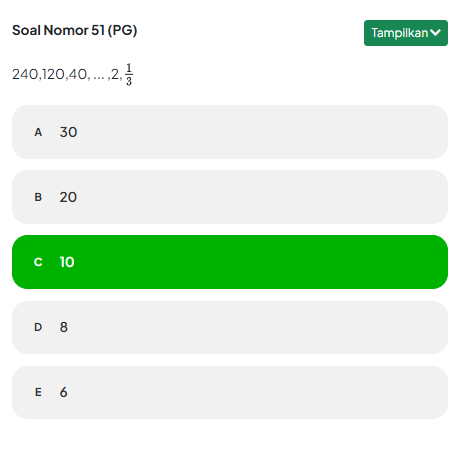 Soal Nomor 51 (PG)
Tampilkan
240,120,40, ... ,2, 1/3
A 30
B 20
C 10
D 8
E 6